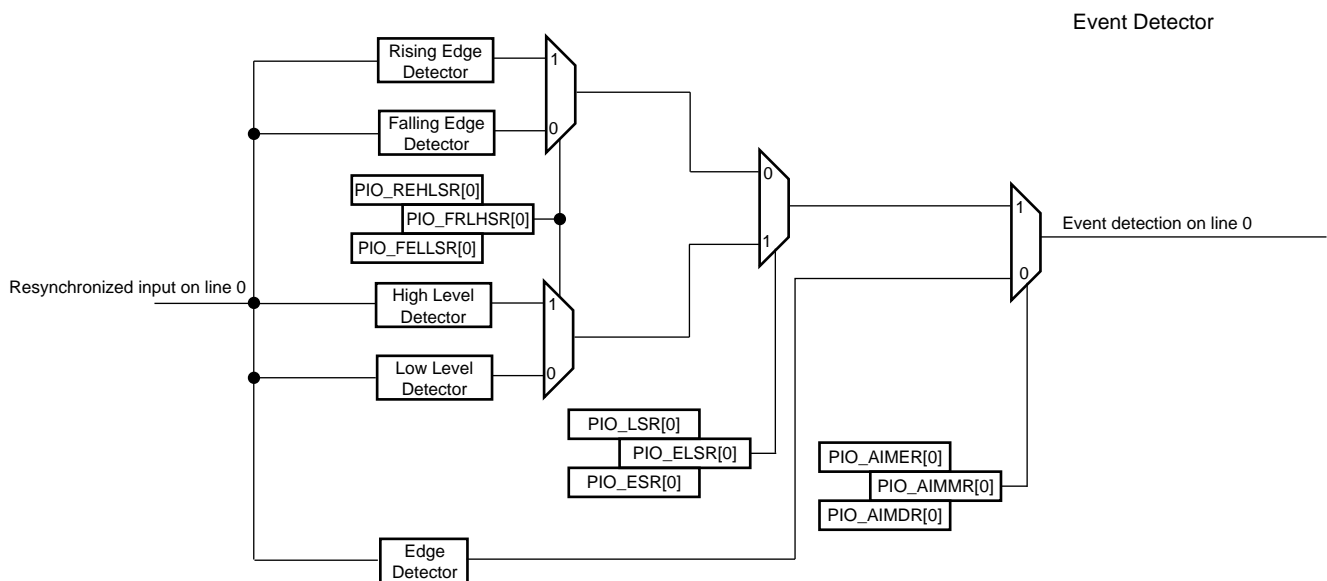 Event Detector
Rising Edge
Detector
1
Falling Edge
Detector
0
PIO_REHLSR[0]
PIO_FRLHSR[0]
PIO_FELLSR[0]
0
1
1
0
Event detection on line 0
Resynchronized input on line 0
High Level
Detector
1
Low Level
Detector
0
PIO_LSR[0]
PIO_ELSR[0]
PIO_ESR[0]
PIO_AIMER[0]
PIO_AIMMR[0]
PIO_AIMDR[0]
Edge
Detector